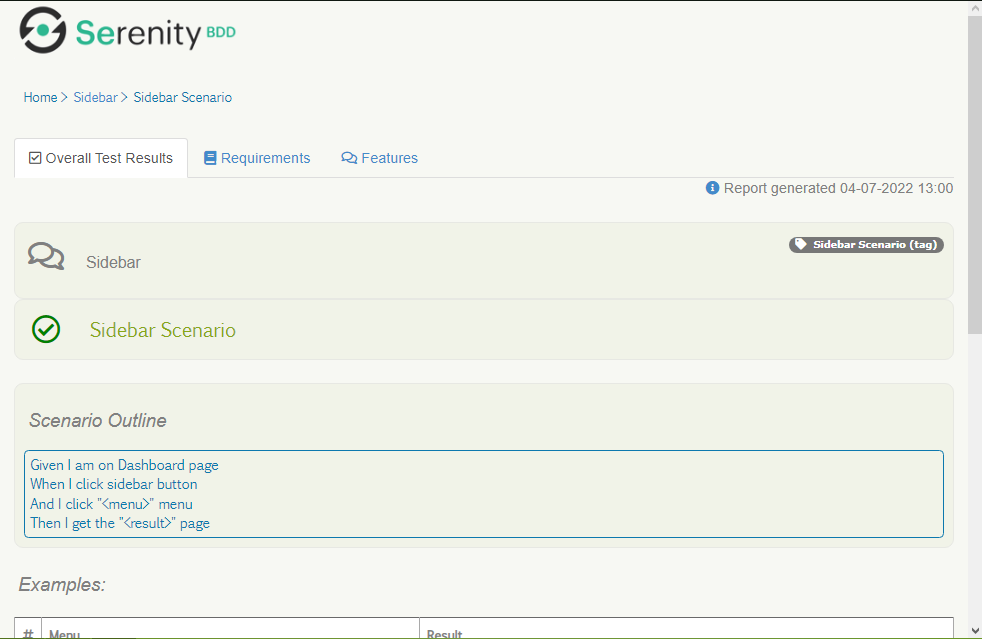 Serenity BDD
Home > Sidebar > Sidebar Scenario
Overall Test Results Requirements Features
Report generated 04-07-2022 13:00
Sidebar Scenario (tag)
Sidebar
Sidebar Scenario
Scenario Outline
Given I am on Dashboard page
When I click sidebar button
And I click "<menu>" menu
Then I get the "<result>" page
Examples:
# Menu Result